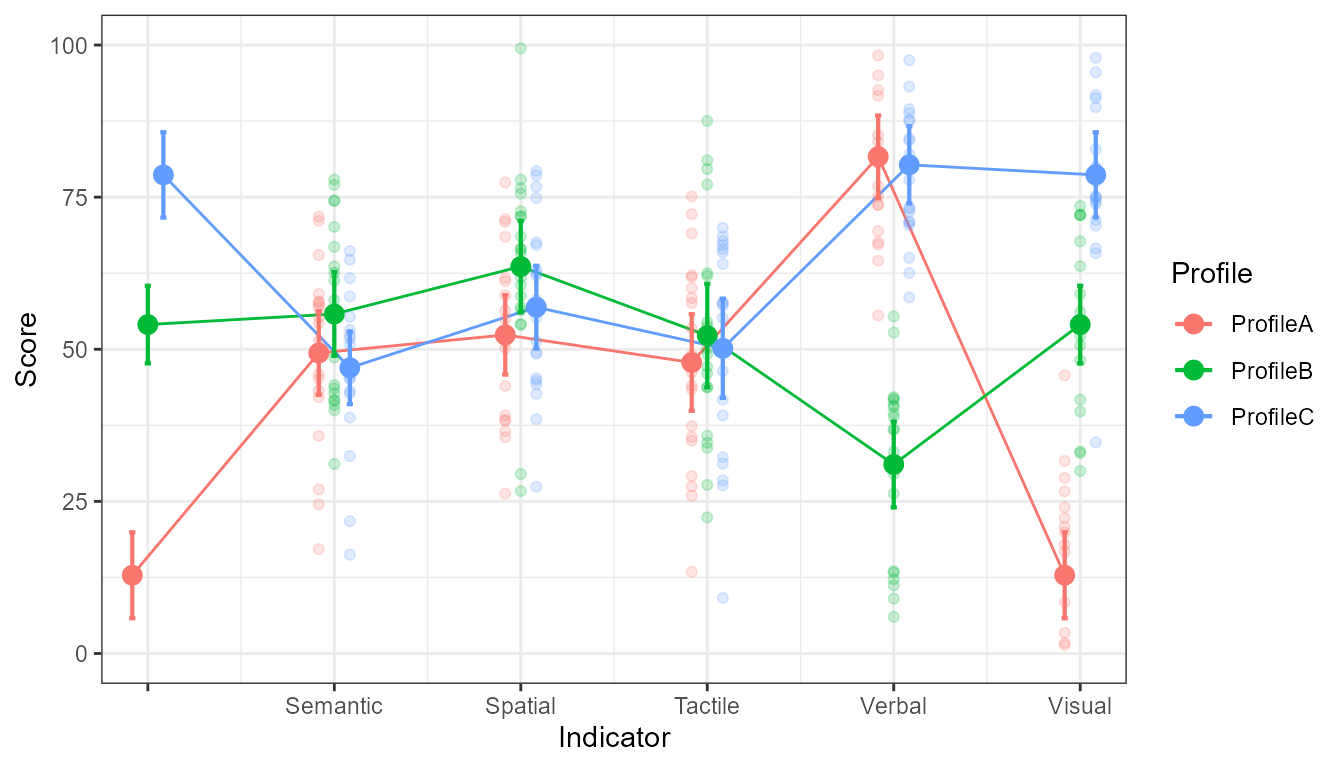 100
75
50
25
0
Score
Semantic Spatial Tactile Verbal Visual
Indicator
Profile
ProfileA
ProfileB
ProfileC